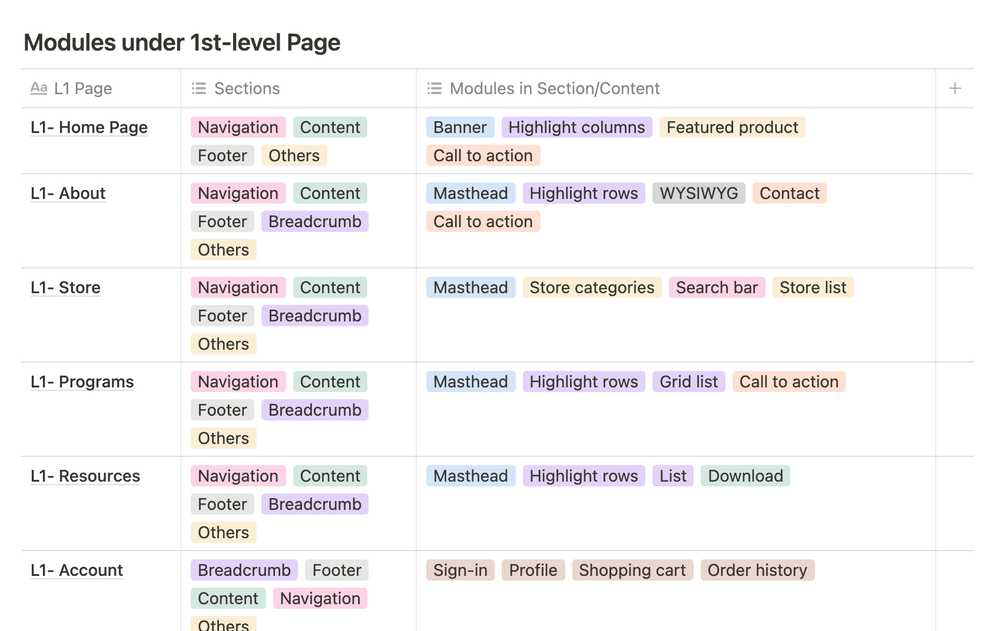 Modules under 1st-level Page
Aa L1 Page Sections Modules in Section/Content +
L1- Home Page Navigation Content Banner Highlight columns Featured product
Footer Others Call to action
L1- About Navigation Content Masthead Highlight rows WYSIWYG Contact
Footer Breadcrumb Call to action
Others
L1- Store Navigation Content Masthead Store categories Search bar Store list
Footer Breadcrumb
Others
L1- Programs Navigation Content Masthead Highlight rows Grid list Call to action
Footer Breadcrumb
Others
L1- Resources Navigation Content Masthead Highlight rows List Download
Footer Breadcrumb
Others
L1- Account Breadcrumb Footer Sign-in Profile Shopping cart Order history
Content Navigation
Others